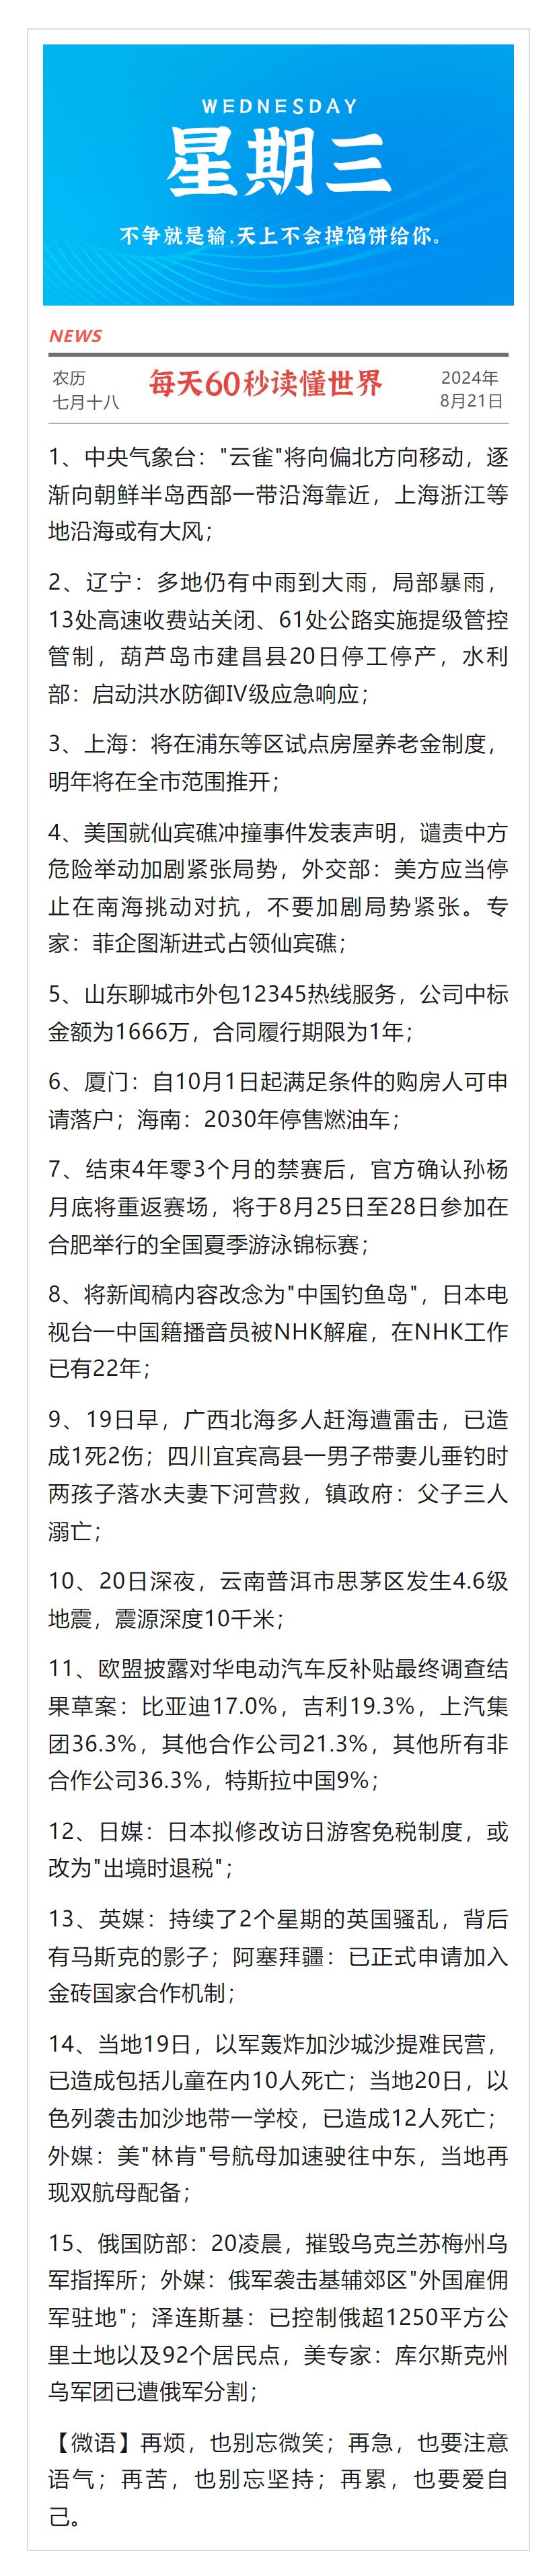 WEDNESDAY
星期三
不争就是输,天上不会掉馅饼给你。
NEWS
农历
七月十八
每天60秒读懂世界
2024年
8月21日
1、中央气象台："云雀"将向偏北方向移动，逐
渐向朝鲜半岛西部一带沿海靠近，上海浙江等
地沿海或有大风；
2、辽宁：多地仍有中雨到大雨，局部暴雨，
13处高速收费站关闭、61处公路实施提级管控
管制，葫芦岛市建昌县20日停工停产，水利
部：启动洪水防御IV级应急响应；
3、上海：将在浦东等区试点房屋养老金制度，
明年将在全市范围推开；
4、美国就仙宾礁冲撞事件发表声明，谴责中方
危险举动加剧紧张局势，外交部：美方应当停
止在南海挑动对抗，不要加剧局势紧张。专
家：菲企图渐进式占领仙宾礁；
5、山东聊城市外包12345热线服务，公司中标
金额为1666万，合同履行期限为1年；
6、厦门：自10月1日起满足条件的购房人可申
请落户；海南：2030年停售燃油车；
7、结束4年零3个月的禁赛后，官方确认孙杨
月底将重返赛场，将于8月25日至28日参加在
合肥举行的全国夏季游泳锦标赛；
8、将新闻稿内容改念为"中国钓鱼岛"，日本电
视台一中国籍播音员被NHK解雇，在NHK工作
已有22年；
9、19日早，广西北海多人赶海遭雷击，已造
成1死2伤；四川宜宾高县一男子带妻儿垂钓时
两孩子落水夫妻下河营救，镇政府：父子三人
溺亡；
10、20日深夜，云南普洱市思茅区发生4.6级
地震，震源深度10千米；
11、欧盟披露对华电动汽车反补贴最终调查结
果草案：比亚迪17.0%，吉利19.3%，上汽集
团36.3%，其他合作公司21.3%，其他所有非
合作公司36.3%，特斯拉中国9%；
12、日媒：日本拟修改访日游客免税制度，或
改为"出境时退税"；
13、英媒：持续了2个星期的英国骚乱，背后
有马斯克的影子；阿塞拜疆：已正式申请加入
金砖国家合作机制；
14、当地19日，以军轰炸加沙城沙提难民营，
已造成包括儿童在内10人死亡；当地20日，以
色列袭击加沙地带一学校，已造成12人死亡；
外媒：美"林肯"号航母加速驶往中东，当地再
现双航母配备；
15、俄国防部：20凌晨，摧毁乌克兰苏梅州乌
军指挥所；外媒：俄军袭击基辅郊区"外国雇佣
军驻地"；泽连斯基：已控制俄超1250平方公
里土地以及92个居民点，美专家：库尔斯克州
乌军团已遭俄军分割；
【微语】再烦，也别忘微笑；再急，也要注意
语气；再苦，也别忘坚持；再累，也要爱自
己。